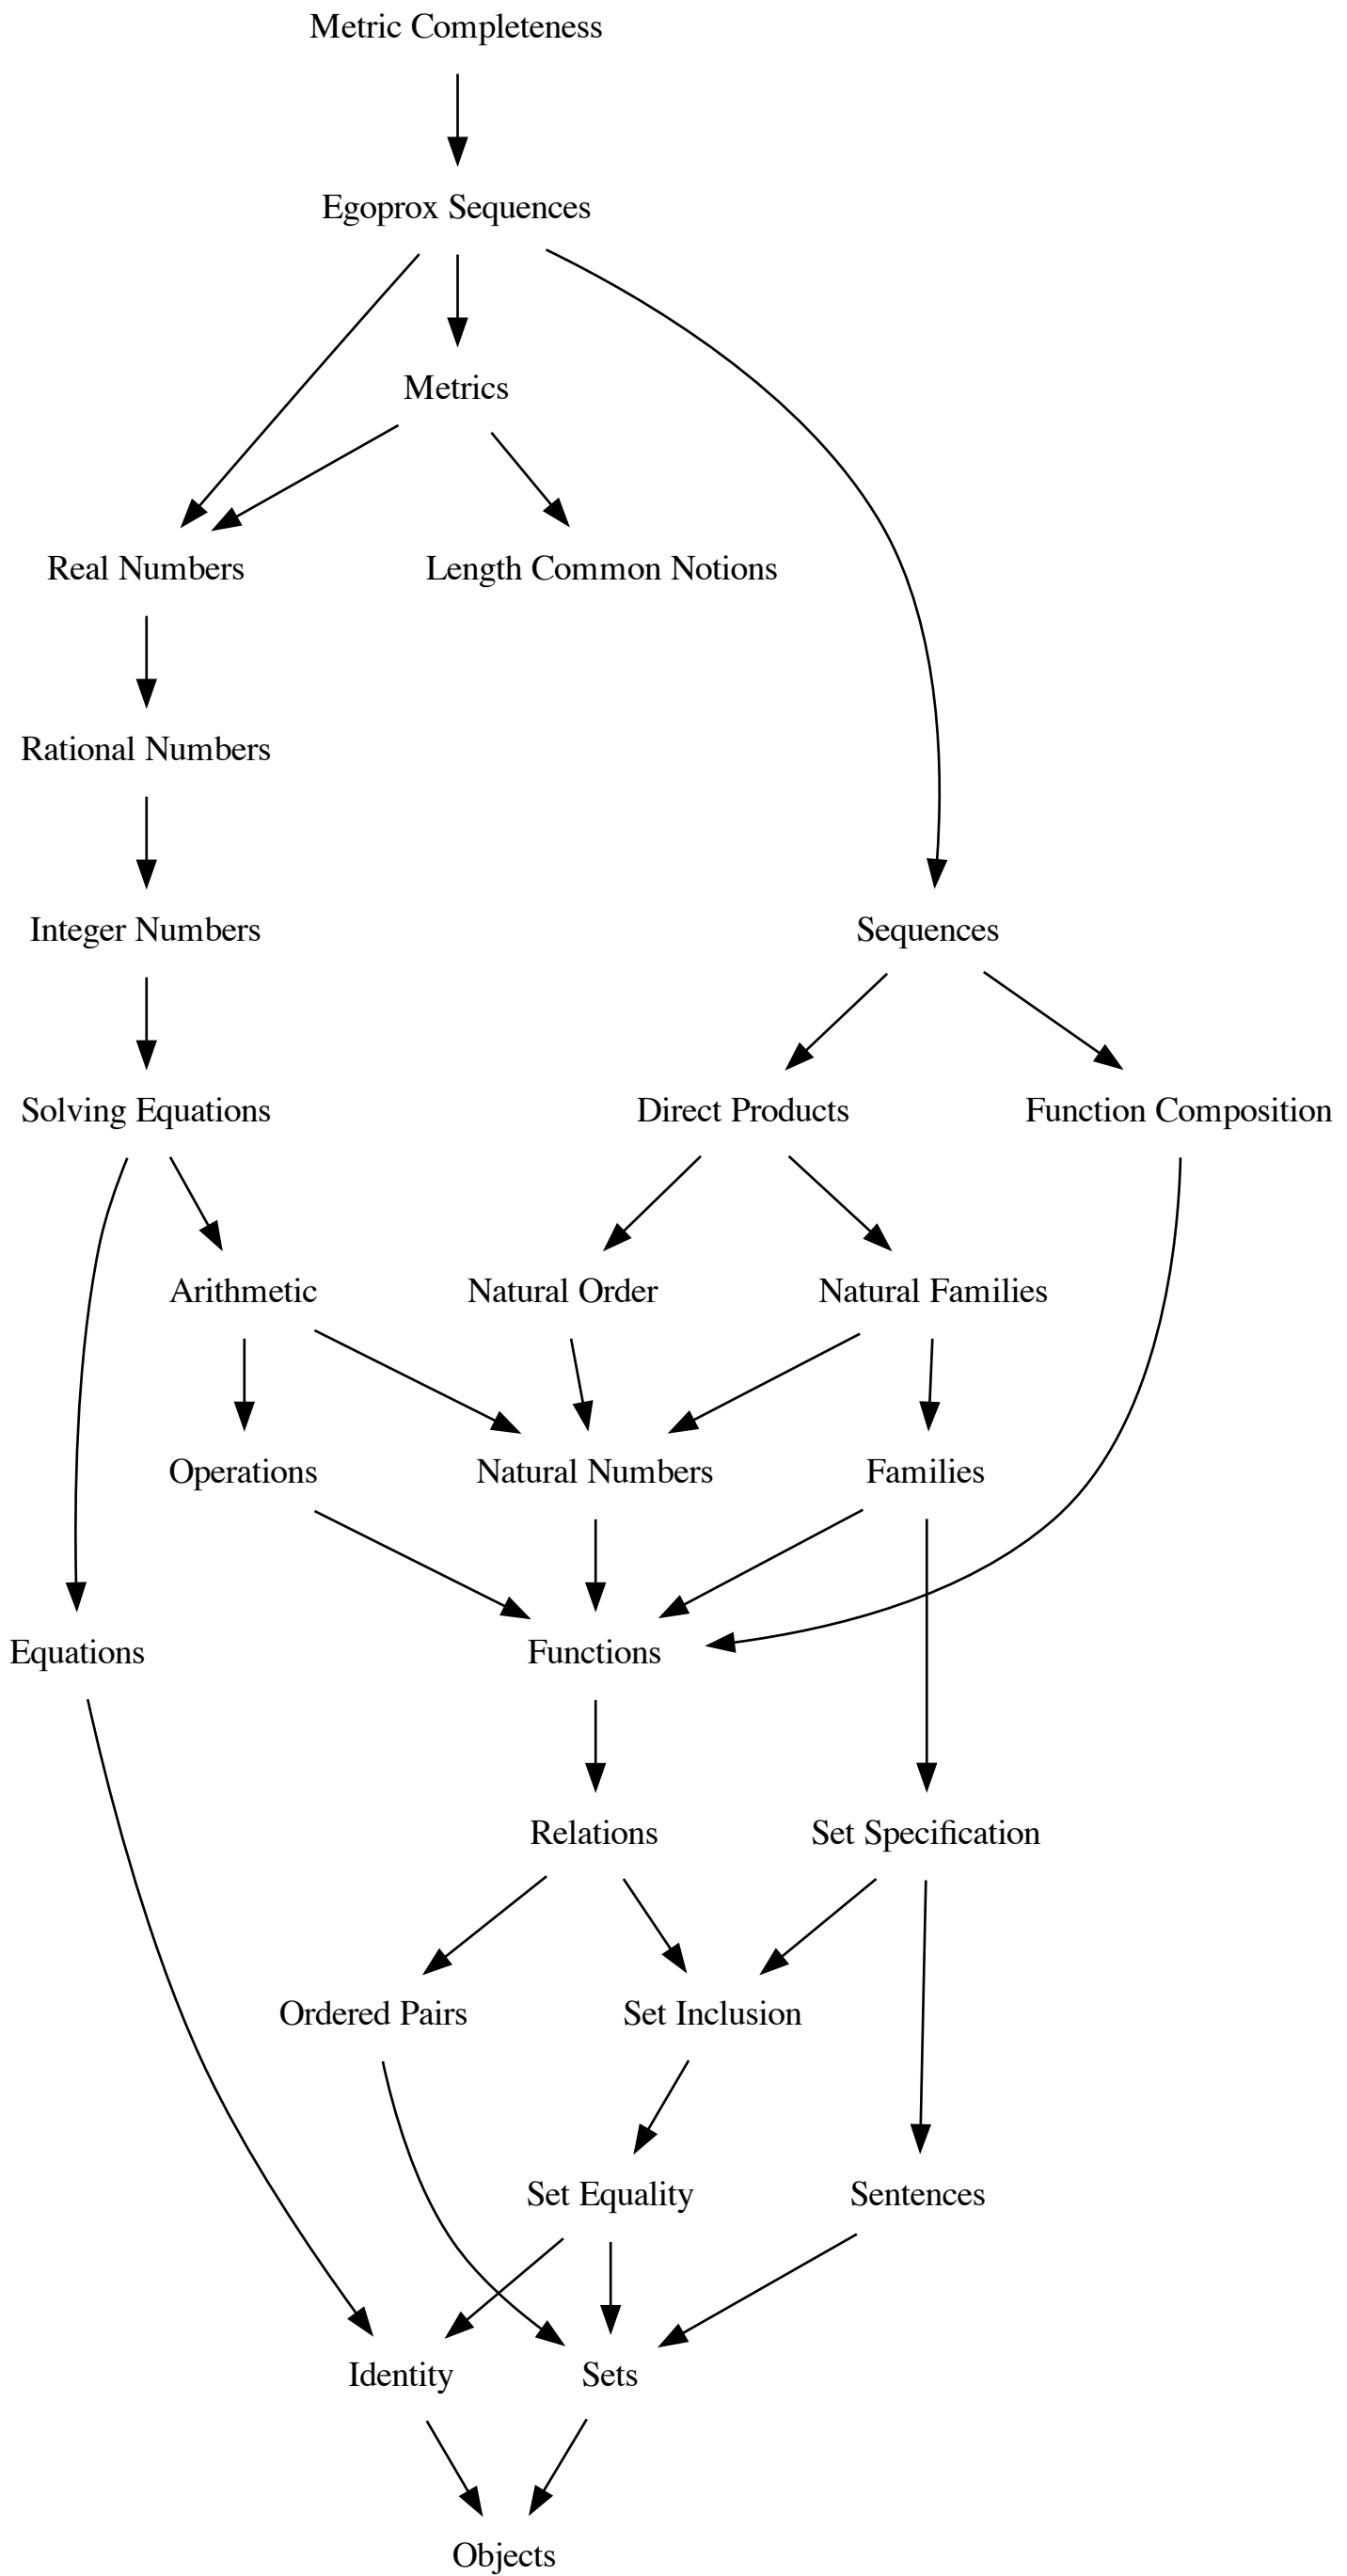 Metric Completeness
Egoprox Sequences
Metrics
Real Numbers
Length Common Notions
Rational Numbers
Integer Numbers
Sequences
Solving Equations
Direct Products
Function Composition
Arithmetic
Natural Order
Natural Families
Operations
Natural Numbers
Families
Equations
Functions
Relations
Set Specification
Ordered Pairs
Set Inclusion
Set Equality
Sentences
Identity
Sets
Objects